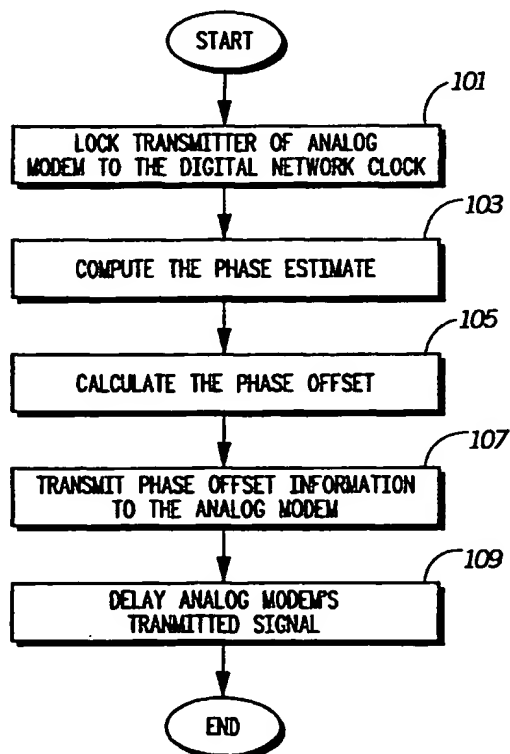 START
101
LOCK TRANSMITTER OF ANALOG
MODEM TO THE DIGITAL NETWORK CLOCK
103
COMPUTE THE PHASE ESTIMATE
105
CALCULATE THE PHASE OFFSET
107
TRANSMIT PHASE OFFSET INFORMATION
TO THE ANALOG MODEM
109
DELAY ANALOG MODEM'S
TRANMITTED SIGNAL
END